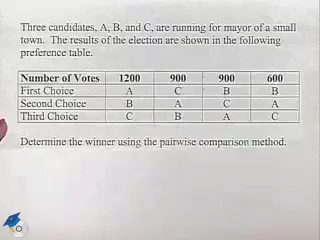 Three candidates, A, B, and C, are running for mayor of a small
town. The results of the election are shown in the following
preference table.
Number of Votes 1200 900 900 600
First Choice A C B B
Second Choice B A C A
Third Choice C B A C
Determine the winner using the pairwise comparison method.